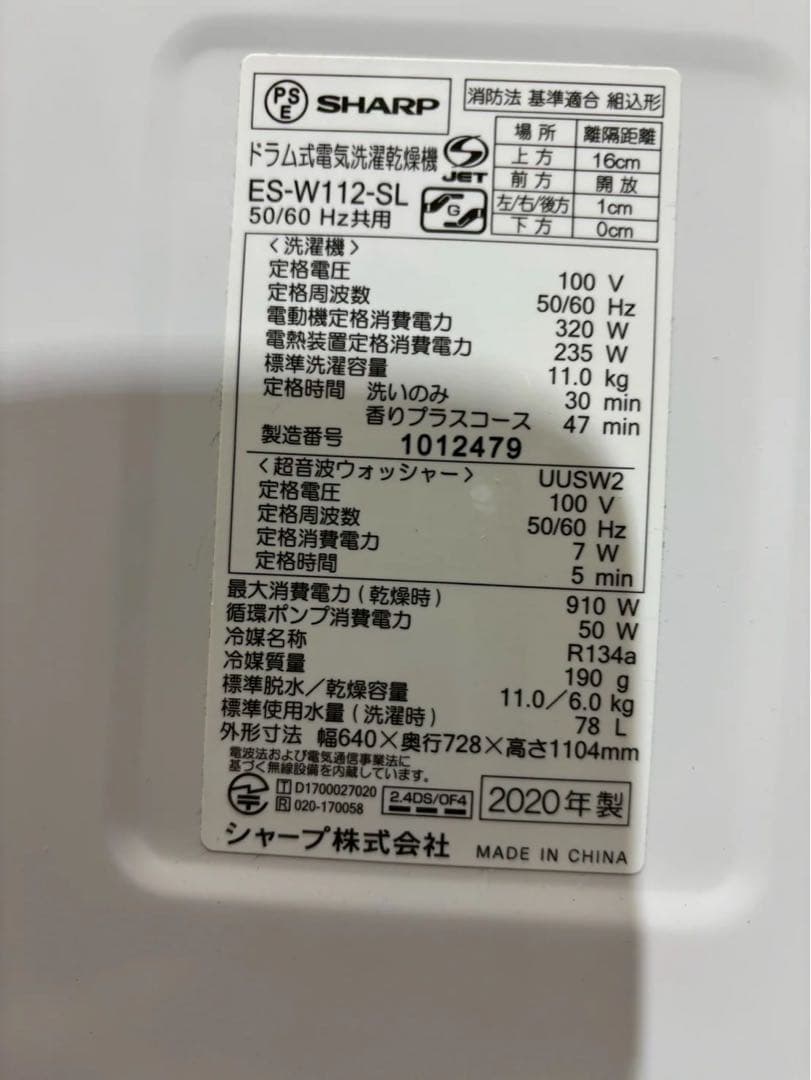 PSE SHARP
消防法 基準適合 組込形
場所 離隔距離
上方 16cm
前方 開放
左/右/後方 1cm
下方 0cm
ドラム式電気洗濯乾燥機
JET
ES-W112-SL
G
50/60 Hz共用
〈洗濯機〉
定格電圧 100 V
定格周波数 50/60 Hz
電動機定格消費電力 320 W
電熱装置定格消費電力 235 W
標準洗濯容量 11.0 kg
定格時間 洗いのみ 30 min
香りプラスコース 47 min
製造番号 1012479
〈超音波ウォッシャー〉 UUSW2
定格電圧 100 V
定格周波数 50/60 Hz
定格消費電力 7 W
定格時間 5 min
最大消費電力(乾燥時) 910 W
循環ポンプ消費電力 50 W
冷媒名称 R134a
冷媒質量 190 g
標準脱水/乾燥容量 11.0/6.0 kg
標準使用水量(洗濯時) 78 L
外形寸法 幅640×奥行728×高さ1104mm
電波法および電気通信事業法に
基づく無線設備を内蔵しています。
T D1700027020
R 020-170058
2.4DS/OF4
2020年製
シャープ株式会社 MADE IN CHINA